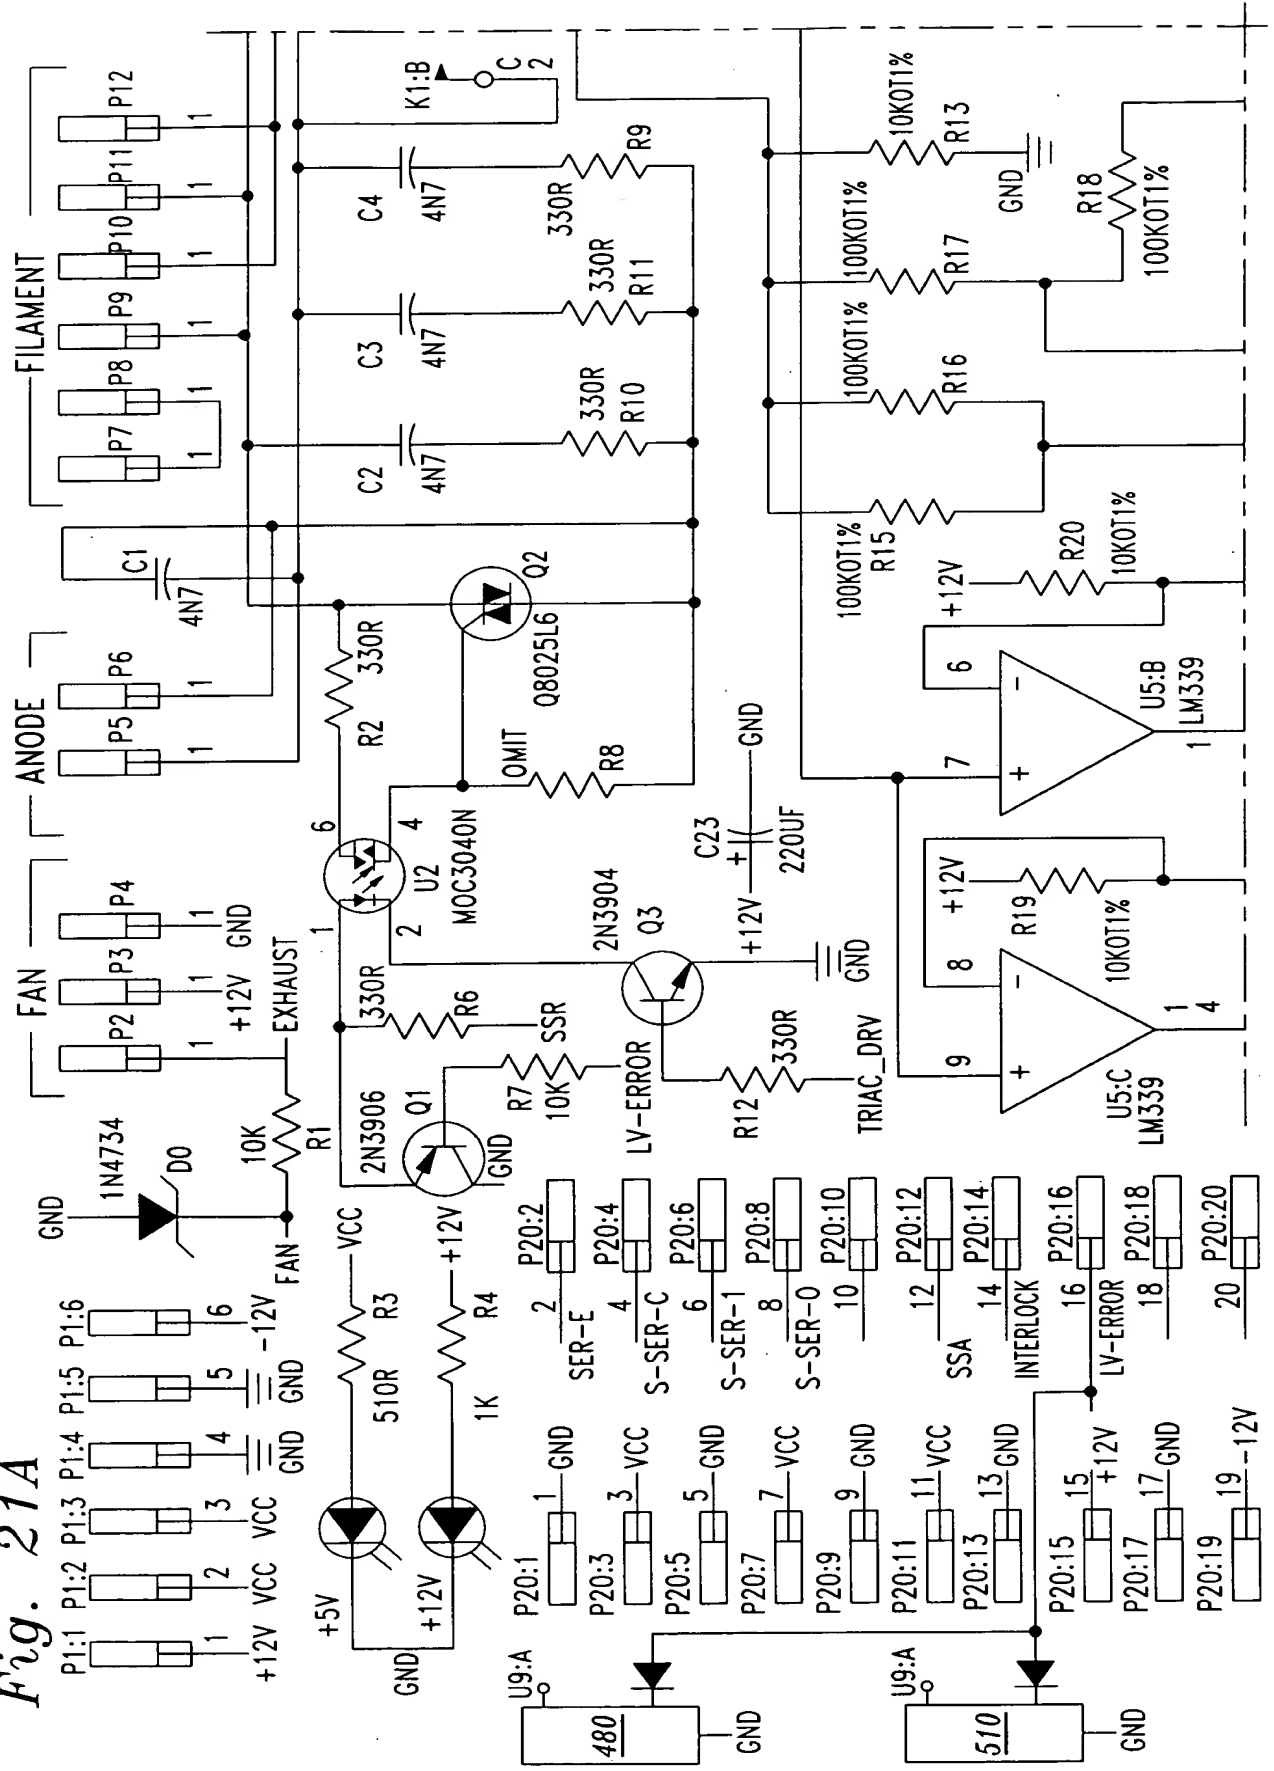 Fig. 21A
P1:1 P1:2 P1:3 P1:4 P1:5 P1:6
1 2 3 4 5 6
+12V VCC VCC GND GND -12V
GND
1N4734
D0
FAN
10K
R1
EXHAUST
FAN
P2 P3 P4
1 1 1
+12V GND
ANODE
P5 P6
1 1
C1
4N7
FILAMENT
P7 P8 P9 P10 P11 P12
1 1 1 1 1 1
+5V
510R
R3
VCC
+12V
1K
R4
+12V
GND
2N3906
Q1
GND
330R
R6
SSR
R7
10K
LV-ERROR
1
2
6
4
U2
MOC3040N
R2
330R
OMIT
R8
Q2
Q8025L6
C2
4N7
330R
R10
C3
4N7
330R
R11
C4
4N7
330R
R9
K1:B
C
2
2N3904
Q3
GND
R12
330R
TRIAC_DRV
C23
+
220UF
+12V
GND
U9:A
480
GND
U9:A
510
GND
P20:1 1 GND
P20:3 3 VCC
P20:5 5 GND
P20:7 7 VCC
P20:9 9 GND
P20:11 11 VCC
P20:13 13 GND
P20:15 15 +12V
P20:17 17 GND
P20:19 19 -12V
SER-E 2 P20:2
S-SER-C 4 P20:4
S-SER-1 6 P20:6
S-SER-O 8 P20:8
10 P20:10
SSA 12 P20:12
INTERLOCK 14 P20:14
LV-ERROR 16 P20:16
18 P20:18
20 P20:20
9
8
+
-
U5:C
LM339
1
4
+12V
R19
10K0T1%
7
6
+
-
U5:B
LM339
1
+12V
R20
10K0T1%
100K0T1%
R15
100K0T1%
R16
100K0T1%
R17
10K0T1%
R13
GND
R18
100K0T1%